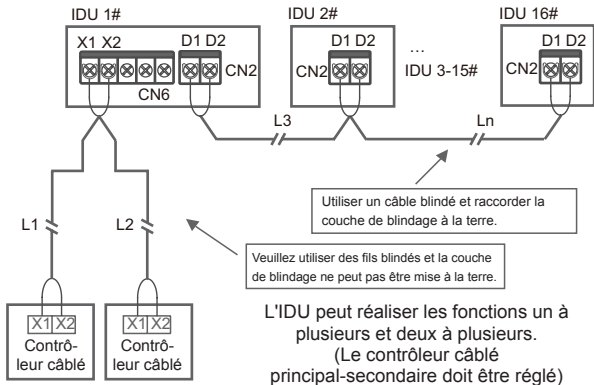 IDU 1#
IDU 2#
IDU 16#
X1 X2
D1 D2
D1 D2
D1 D2
CN2
CN2
CN2
CN6
...
IDU 3-15#
L3
Ln
Utiliser un câble blindé et raccorder la
couche de blindage à la terre.
L1
L2
Veuillez utiliser des fils blindés et la couche
de blindage ne peut pas être mise à la terre.
X1 X2
X1 X2
Contrô-
leur câblé
Contrô-
leur câblé
L'IDU peut réaliser les fonctions un à
plusieurs et deux à plusieurs.
(Le contrôleur câblé
principal-secondaire doit être réglé)